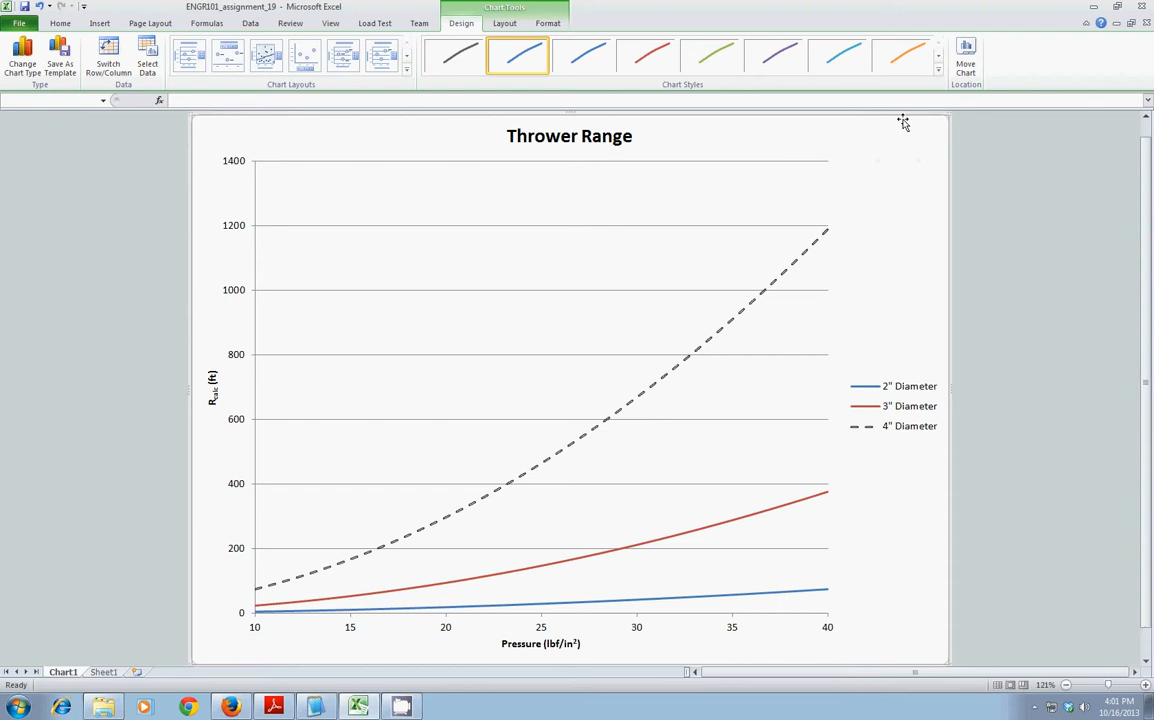 ENGR101_assignment_19 - Microsoft Excel
Chart Tools
File Home Insert Page Layout Formulas Data Review View Load Test Team Design Layout Format
Change Chart Type
Save As Template
Switch Row/Column
Select Data
Move Chart
Type Data Chart Layouts Chart Styles Location
fx
Thrower Range
1400
1200
1000
800
600
400
200
0
Rcalc (ft)
2" Diameter
3" Diameter
4" Diameter
10 15 20 25 30 35 40
Pressure (lbf/in²)
Chart1 Sheet1
Ready
121%
4:01 PM
10/16/2013